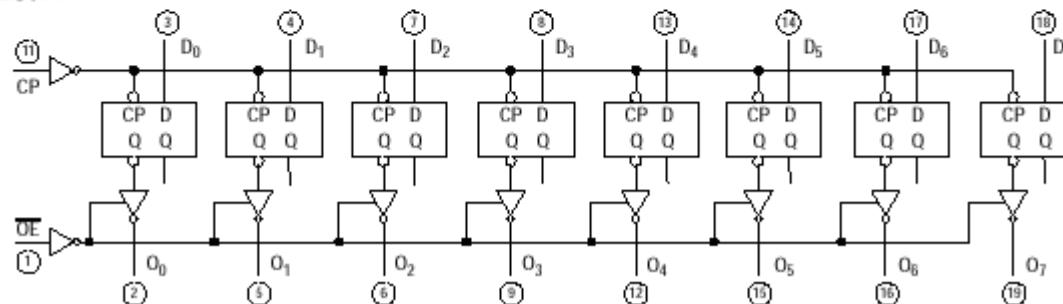 3 4 7 8 13 14 17 18
11 D0 D1 D2 D3 D4 D5 D6 D
CP
CP D CP D CP D CP D CP D CP D CP D CP D
Q Q Q Q Q Q Q Q Q Q Q Q Q Q Q Q
OE
1 O0 O1 O2 O3 O4 O5 O6 O7
2 5 6 9 12 15 16 19